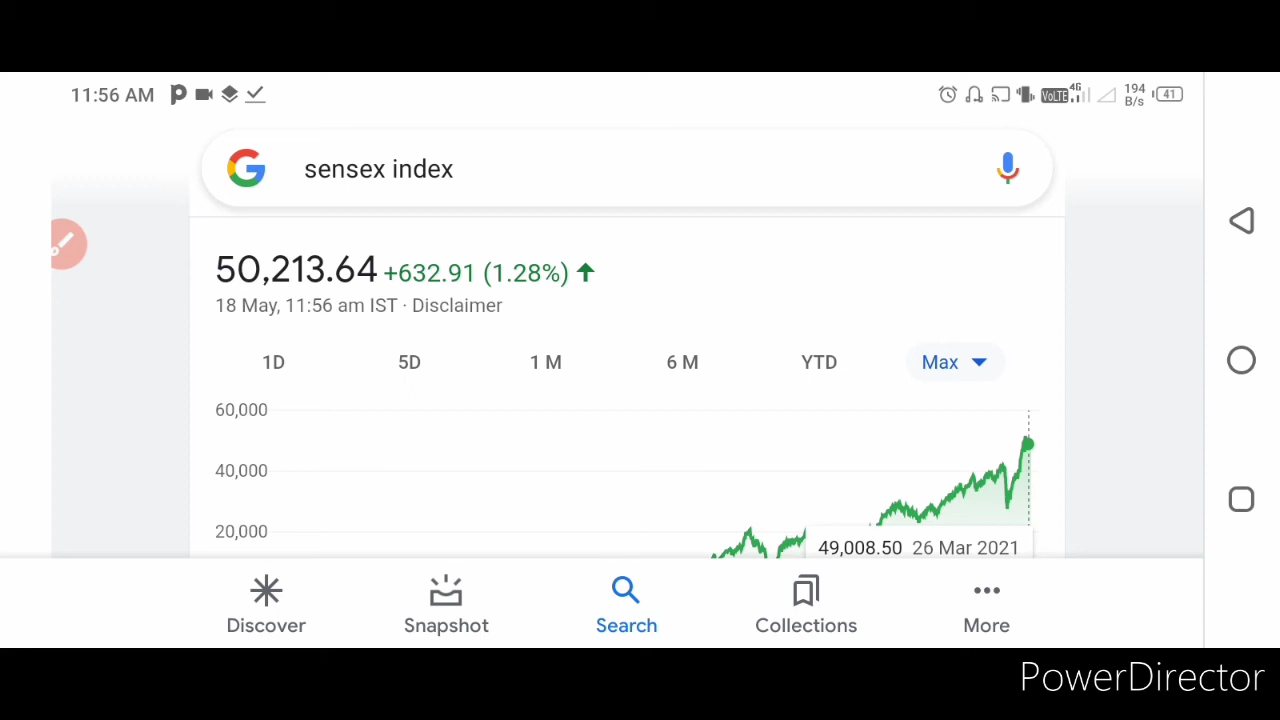 11:56 AM
VoLTE 4G 194 B/s 41
sensex index
50,213.64 +632.91 (1.28%)
18 May, 11:56 am IST · Disclaimer
1D 5D 1 M 6 M YTD Max
60,000
40,000
20,000
49,008.50 26 Mar 2021
Discover Snapshot Search Collections More
PowerDirector